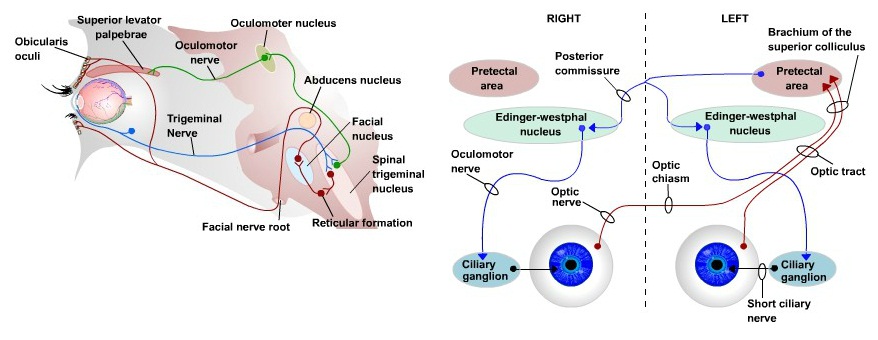 Superior levator
palpebrae
Obicularis
oculi
Oculomotor
nerve
Oculomoter nucleus
Abducens nucleus
Facial
nucleus
Trigeminal
Nerve
Spinal
trigeminal
nucleus
Facial nerve root
Reticular formation
RIGHT
LEFT
Brachium of the
superior colliculus
Posterior
commissure
Pretectal
area
Pretectal
area
Edinger-westphal
nucleus
Edinger-westphal
nucleus
Oculomotor
nerve
Optic
nerve
Optic
chiasm
Optic tract
Ciliary
ganglion
Ciliary
ganglion
Short ciliary
nerve